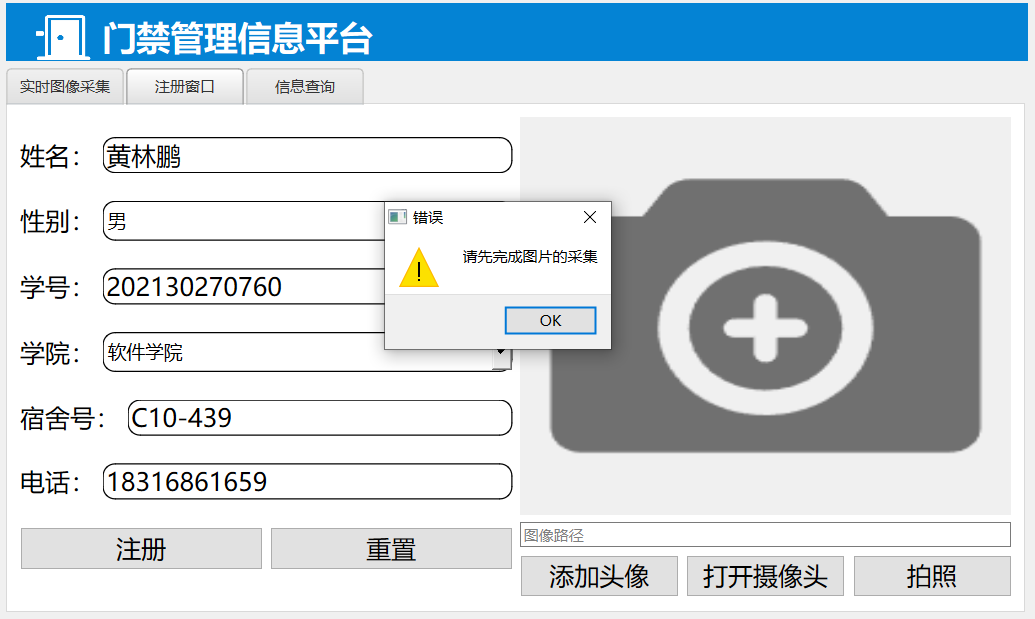 门禁管理信息平台
实时图像采集 注册窗口 信息查询
姓名： 黄林鹏
性别： 男
学号： 202130270760
学院： 软件学院
宿舍号： C10-439
电话： 18316861659
注册 重置
错误
请先完成图片的采集
OK
图像路径
添加头像 打开摄像头 拍照